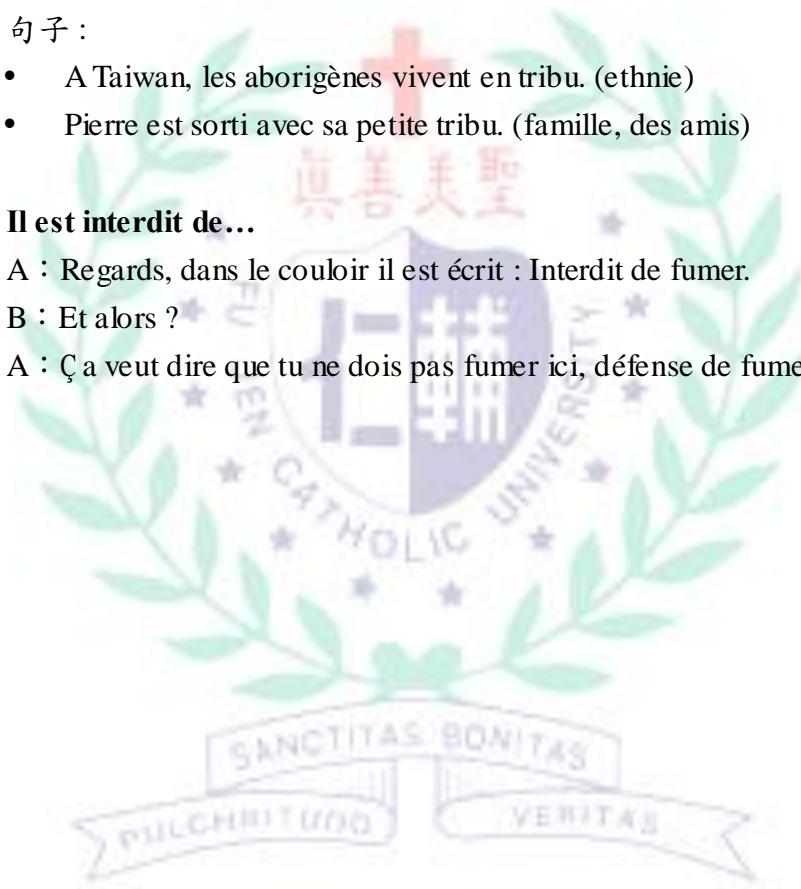 句子 :
• A Taiwan, les aborigènes vivent en tribu. (ethnie)
• Pierre est sorti avec sa petite tribu. (famille, des amis)
真善美聖
Il est interdit de…
A：Regards, dans le couloir il est écrit : Interdit de fumer.
B：Et alors ?
A：Ça veut dire que tu ne dois pas fumer ici, défense de fume
FU JEN CATHOLIC UNIVERSITY
仁輔
SANCTITAS BONITAS
PULCHRITUDO VERITAS